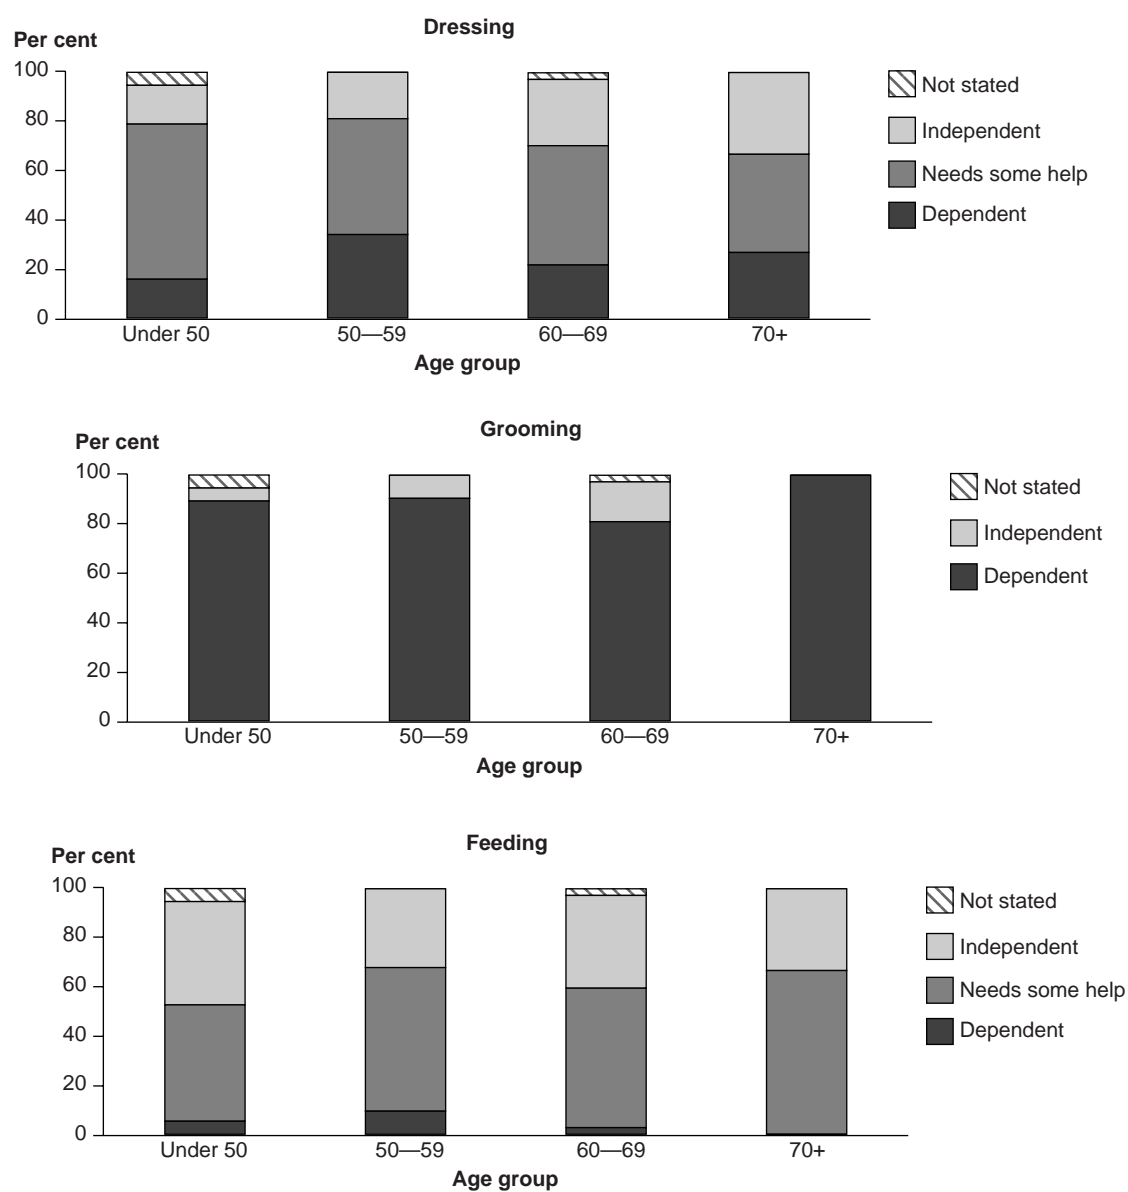 Dressing
Per cent
100
80
60
40
20
0
Under 50 50—59 60—69 70+
Age group
Not stated
Independent
Needs some help
Dependent
Grooming
Per cent
100
80
60
40
20
0
Under 50 50—59 60—69 70+
Age group
Not stated
Independent
Dependent
Feeding
Per cent
100
80
60
40
20
0
Under 50 50—59 60—69 70+
Age group
Not stated
Independent
Needs some help
Dependent